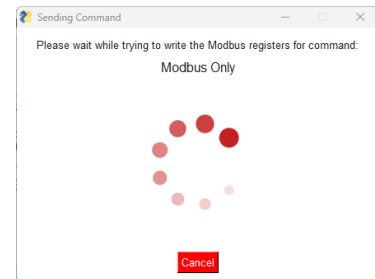 Sending Command
Please wait while trying to write the Modbus registers for command:
Modbus Only
Cancel